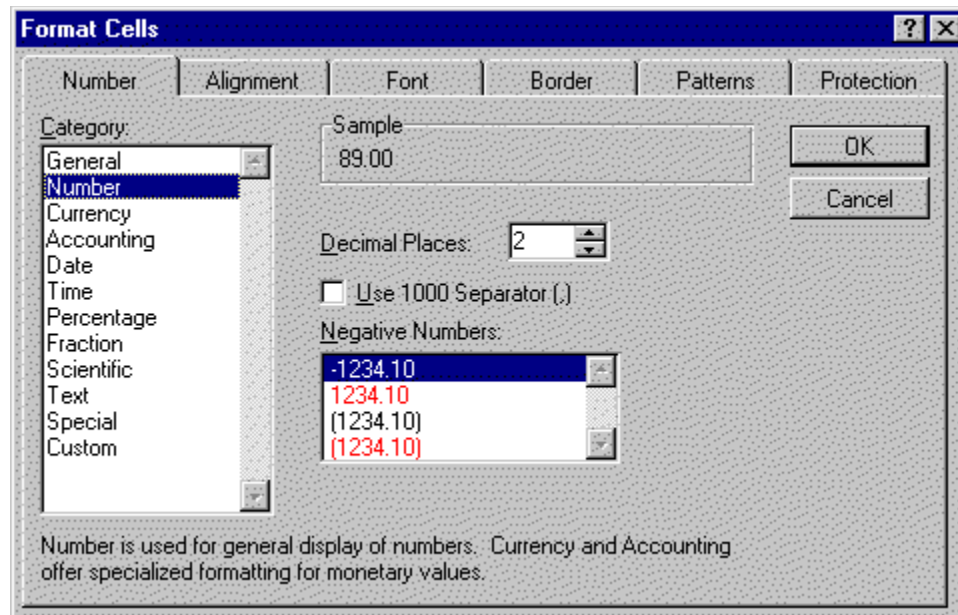 Format Cells
Number Alignment Font Border Patterns Protection
Category:
General
Number
Currency
Accounting
Date
Time
Percentage
Fraction
Scientific
Text
Special
Custom
Sample
89.00
OK
Cancel
Decimal Places: 2
Use 1000 Separator (,)
Negative Numbers:
-1234.10
1234.10
(1234.10)
(1234.10)
Number is used for general display of numbers. Currency and Accounting
offer specialized formatting for monetary values.